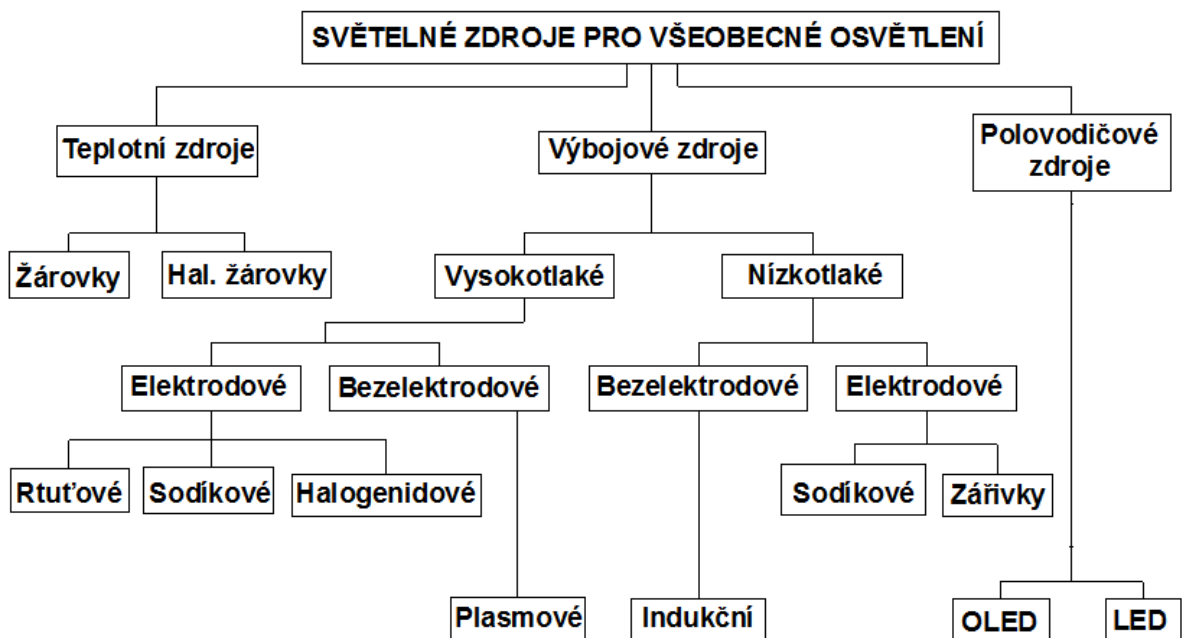 SVĚTELNÉ ZDROJE PRO VŠEOBECNÉ OSVĚTLENÍ
Teplotní zdroje
Výbojové zdroje
Polovodičové
zdroje
Žárovky
Hal. žárovky
Vysokotlaké
Nízkotlaké
Elektrodové
Bezelektrodové
Bezelektrodové
Elektrodové
Rtuťové
Sodíkové
Halogenidové
Sodíkové
Zářivky
Plasmové
Indukční
OLED
LED